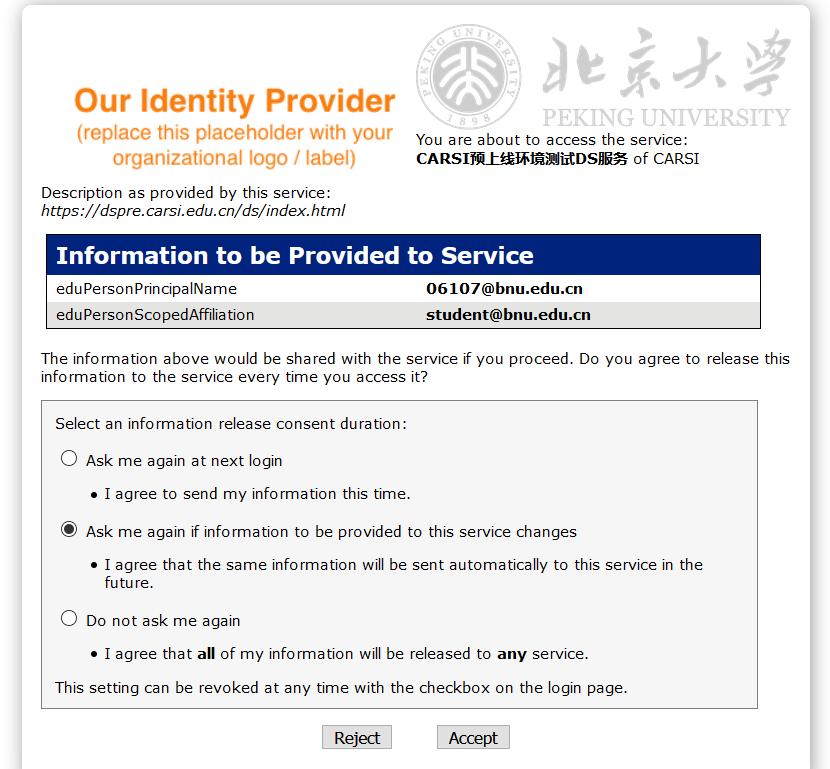 Our Identity Provider
(replace this placeholder with your
organizational logo / label)
PEKING UNIVERSITY
1898
北京大学
PEKING UNIVERSITY
You are about to access the service:
CARSI预上线环境测试DS服务 of CARSI
Description as provided by this service:
https://dspre.carsi.edu.cn/ds/index.html
Information to be Provided to Service
eduPersonPrincipalName 06107@bnu.edu.cn
eduPersonScopedAffiliation student@bnu.edu.cn
The information above would be shared with the service if you proceed. Do you agree to release this
information to the service every time you access it?
Select an information release consent duration:
Ask me again at next login
• I agree to send my information this time.
Ask me again if information to be provided to this service changes
• I agree that the same information will be sent automatically to this service in the
future.
Do not ask me again
• I agree that all of my information will be released to any service.
This setting can be revoked at any time with the checkbox on the login page.
Reject Accept